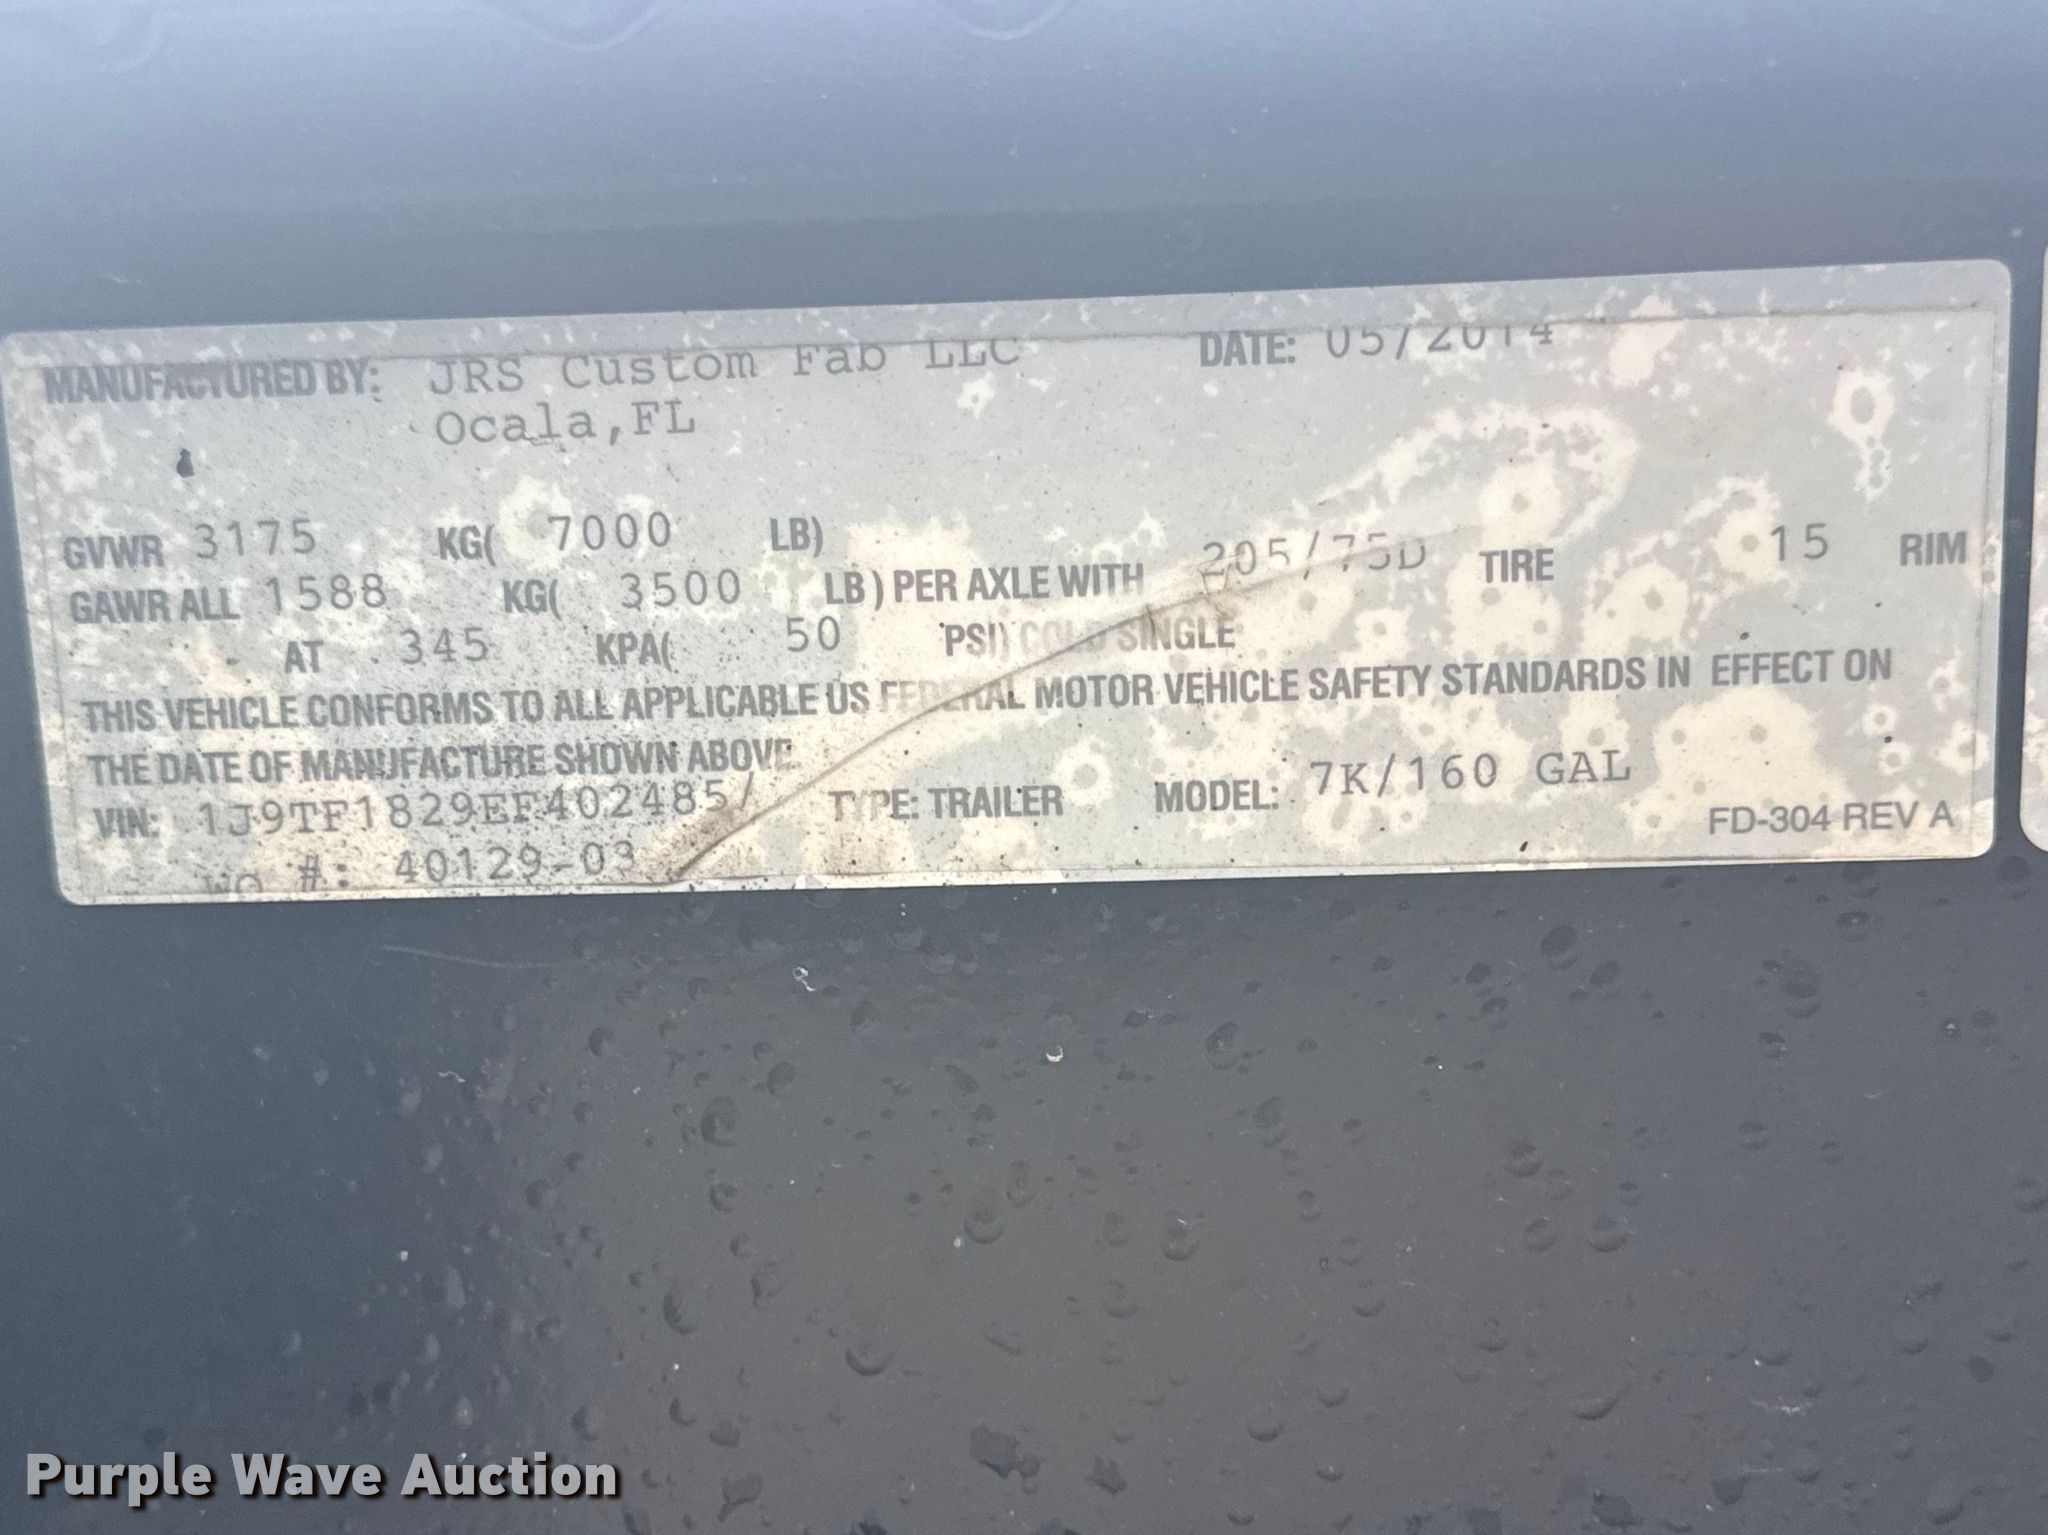 MANUFACTURED BY: JRS Custom Fab LLC DATE: 05/2014
Ocala, FL
GVWR 3175 KG( 7000 LB)
GAWR ALL 1588 KG( 3500 LB) PER AXLE WITH 205/75D TIRE 15 RIM
AT 345 KPA( 50 PSI) COLD SINGLE
THIS VEHICLE CONFORMS TO ALL APPLICABLE US FEDERAL MOTOR VEHICLE SAFETY STANDARDS IN EFFECT ON
THE DATE OF MANUFACTURE SHOWN ABOVE.
VIN: 1J9TF1829EF402485/ TYPE: TRAILER MODEL: 7K/160 GAL
WO #: 40129-03
FD-304 REV A
Purple Wave Auction